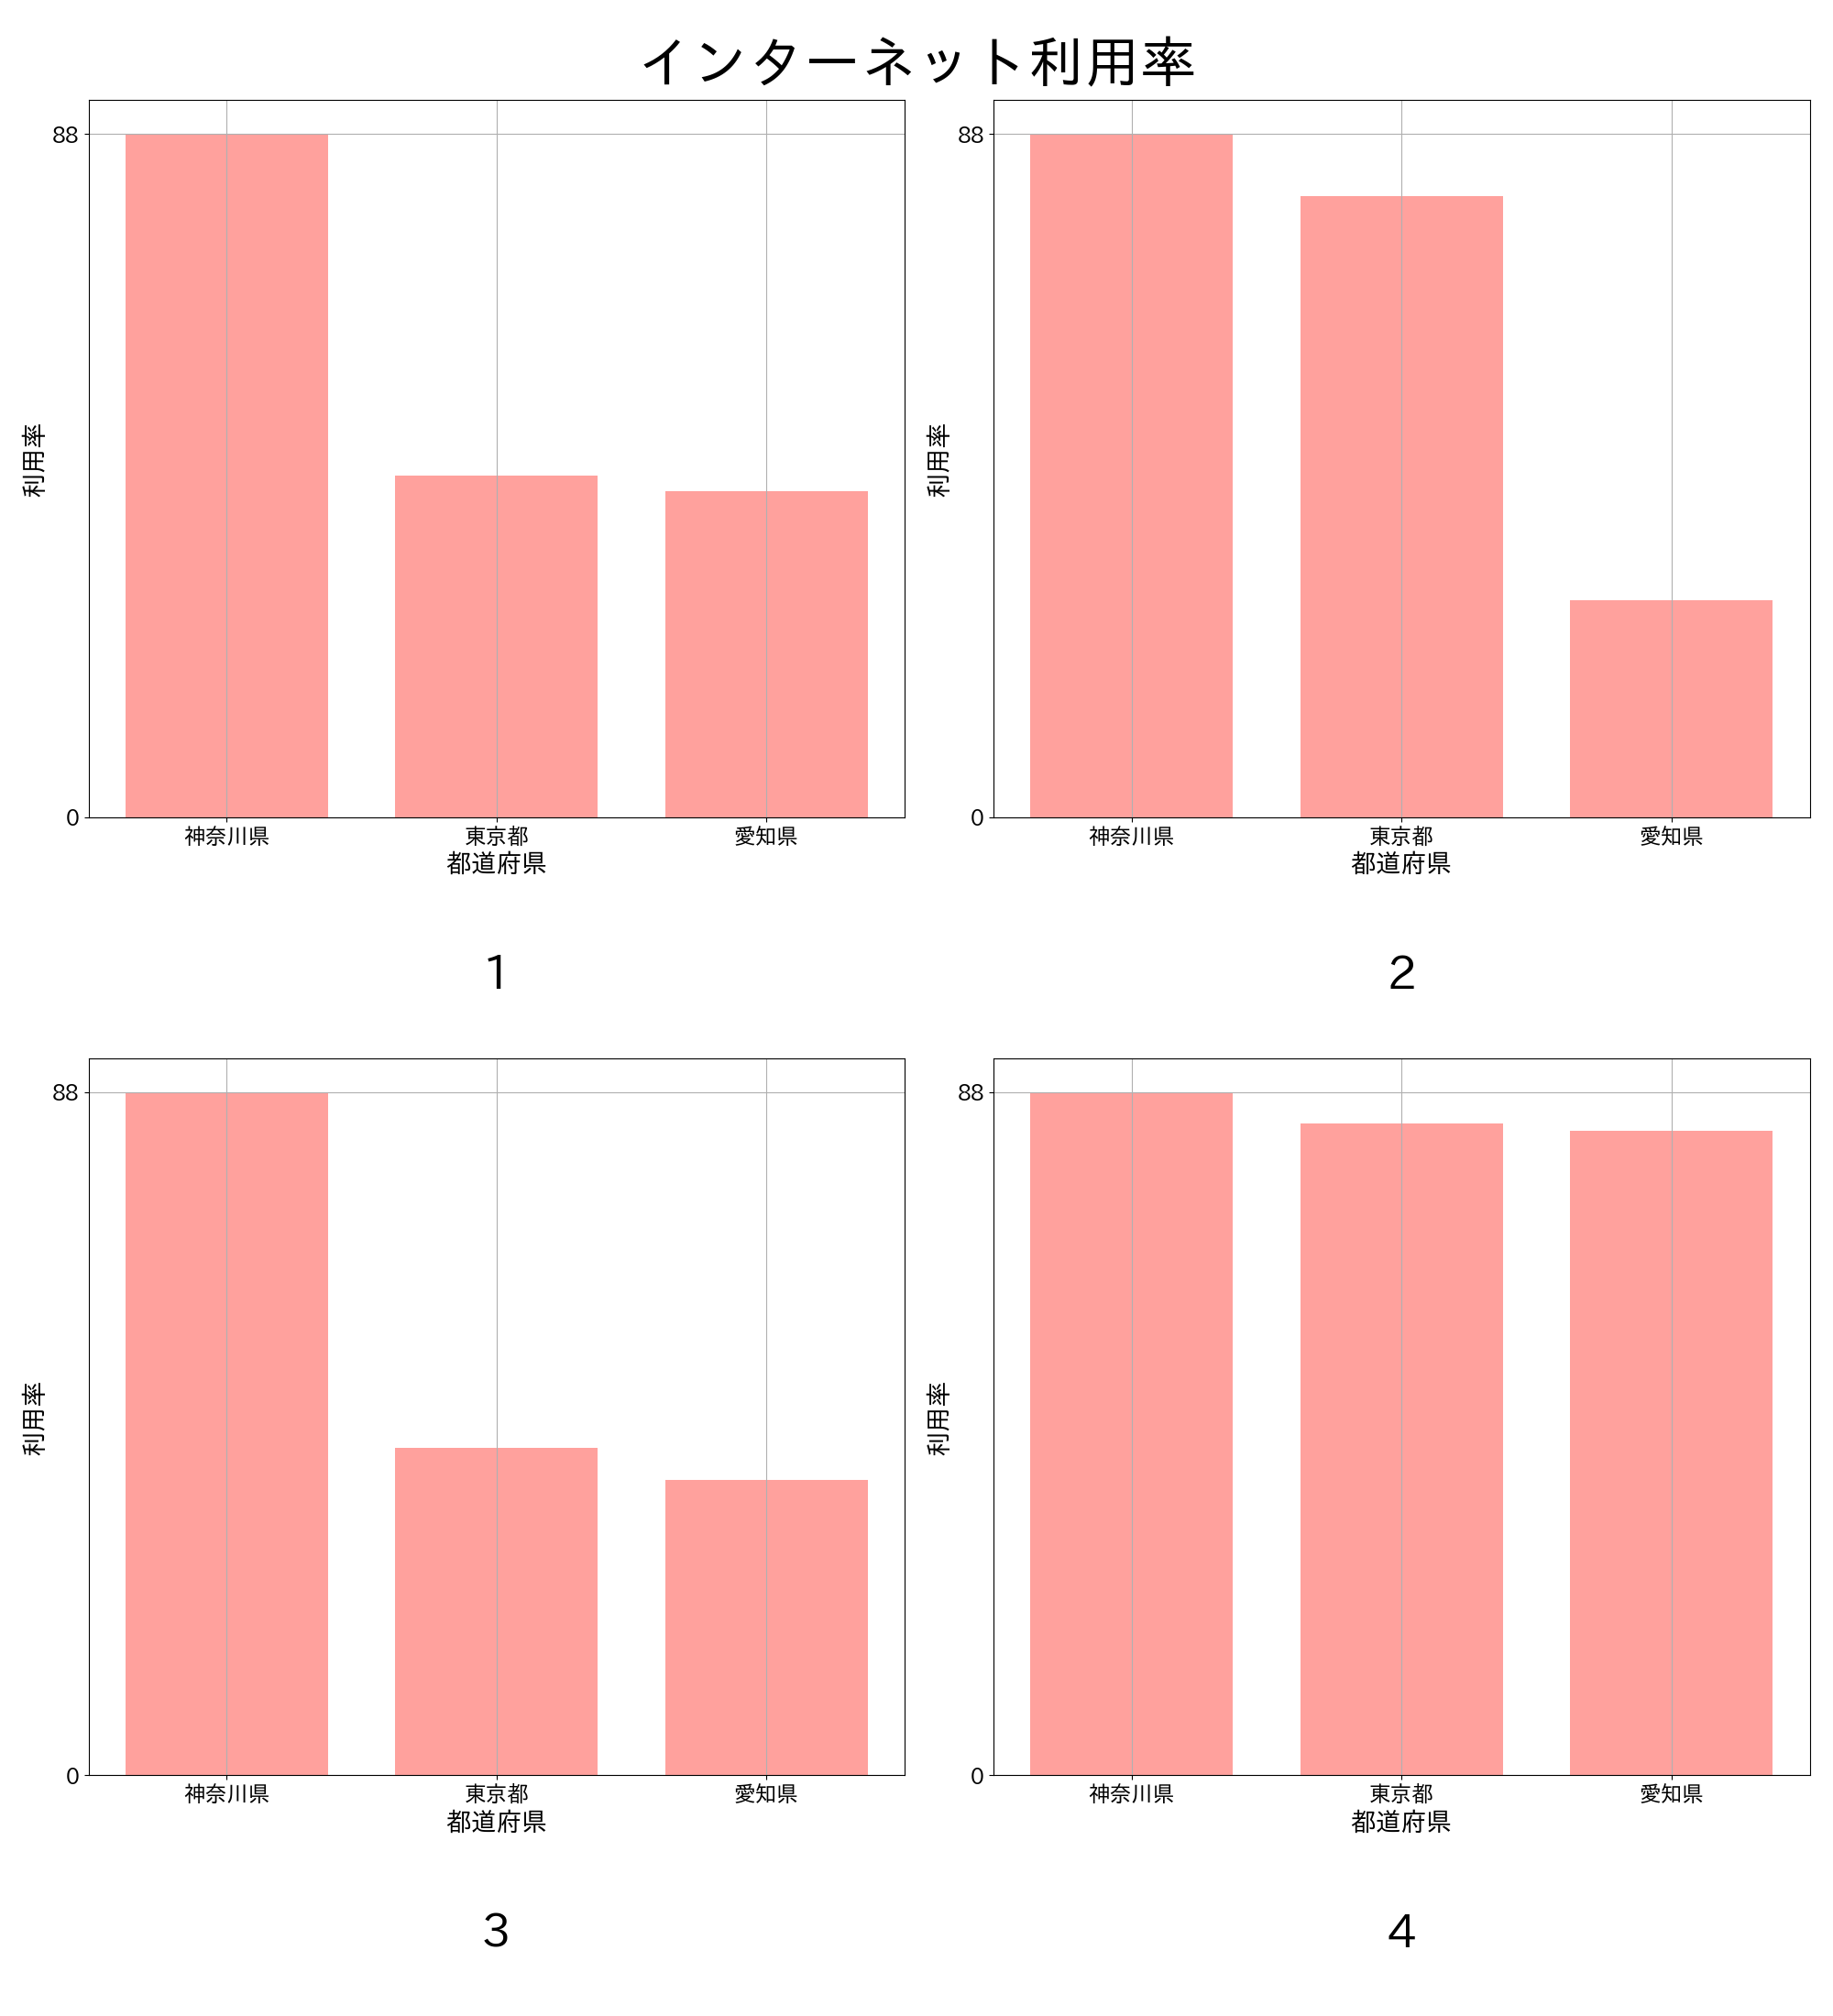 インターネット利用率
88
0
利用率
神奈川県 東京都 愛知県
都道府県
1
88
0
利用率
神奈川県 東京都 愛知県
都道府県
2
88
0
利用率
神奈川県 東京都 愛知県
都道府県
3
88
0
利用率
神奈川県 東京都 愛知県
都道府県
4